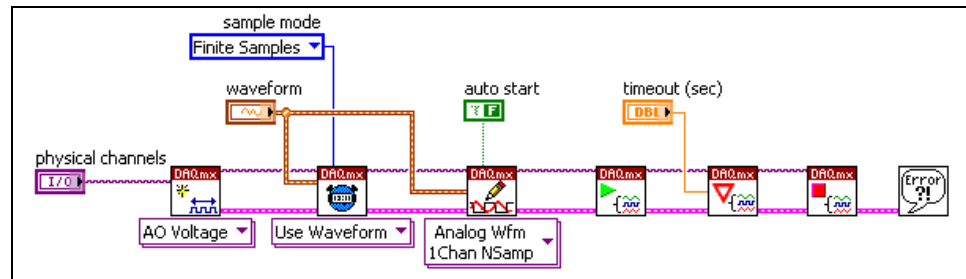 sample mode
Finite Samples
waveform
auto start
timeout (sec)
F
DBL
physical channels
I/O
DAQmx
DAQmx
DAQmx
DAQmx
DAQmx
DAQmx
Error
?!
AO Voltage
Use Waveform
Analog Wfm
1Chan NSamp